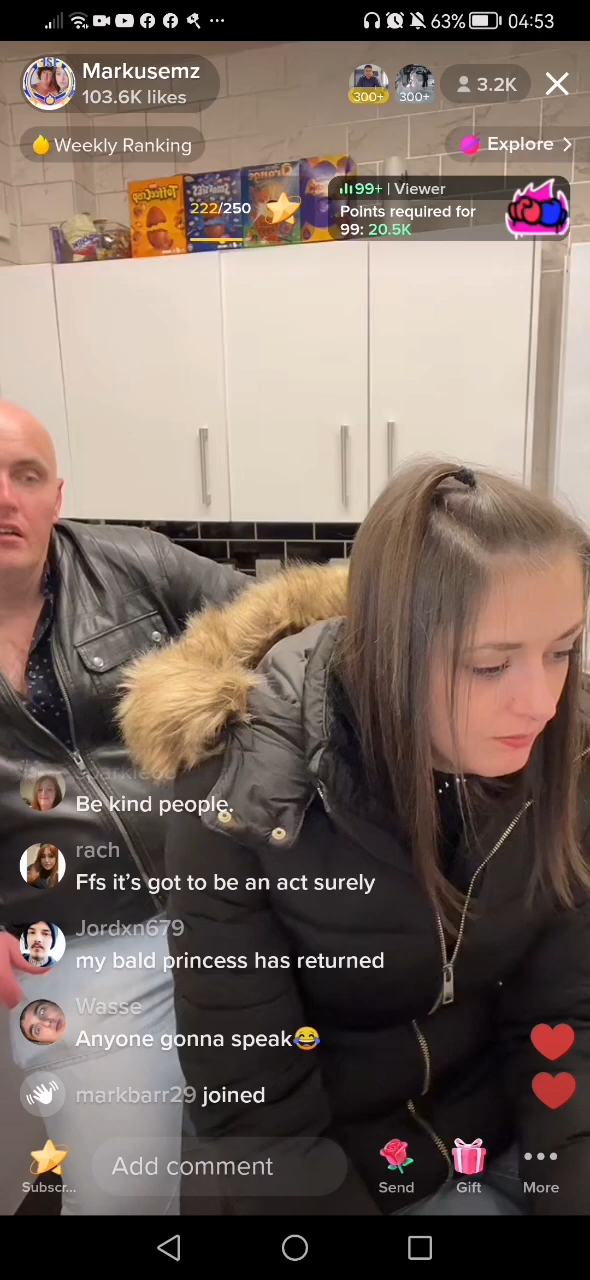 63% 04:53
Markusemz
103.6K likes
300+
300+
3.2K
Weekly Ranking
Explore >
99+ | Viewer
222/250
Points required for
99: 20.5K
Be kind people.
rach
Ffs it's got to be an act surely
Jordxn679
my bald princess has returned
Wasse
Anyone gonna speak😂
markbarr29 joined
Subscr...
Add comment
Send
Gift
More